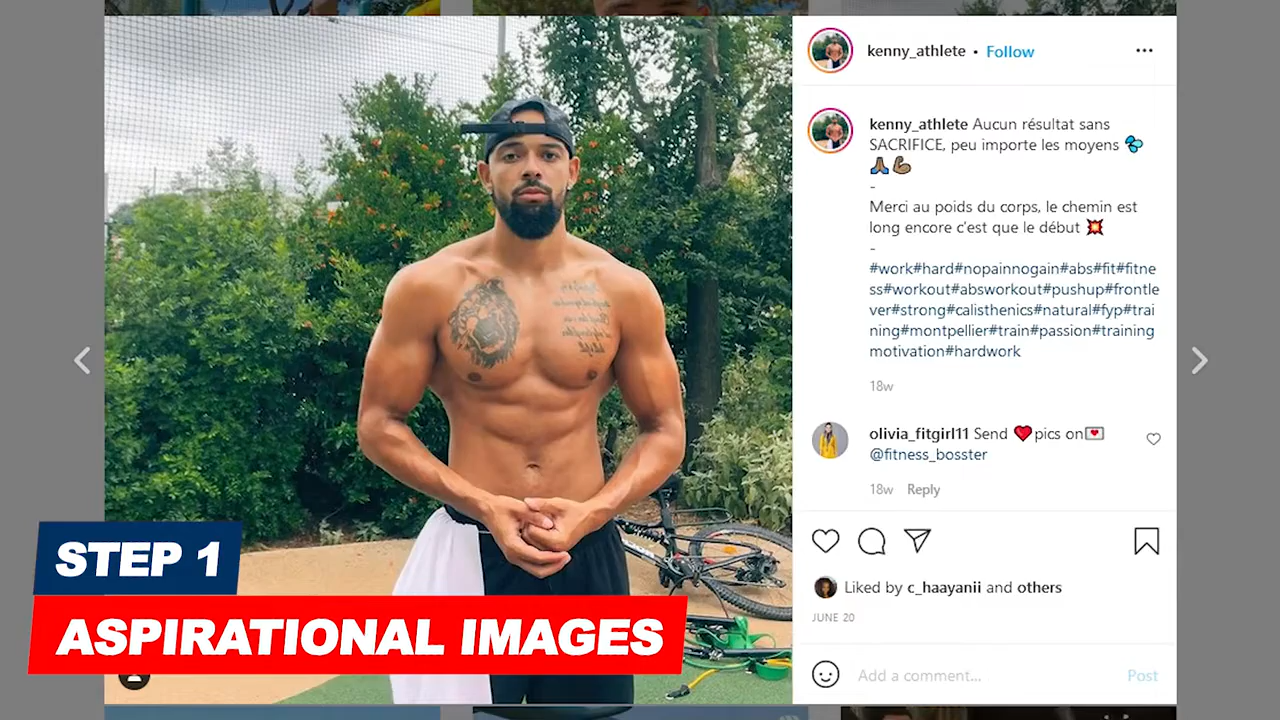 kenny_athlete • Follow
kenny_athlete Aucun résultat sans
SACRIFICE, peu importe les moyens 💦
🙏🏽💪🏽
-
Merci au poids du corps, le chemin est
long encore c'est que le début 💥
-
#work#hard#nopainnogain#abs#fit#fitne
ss#workout#absworkout#pushup#frontle
ver#strong#calisthenics#natural#fyp#trai
ning#montpellier#train#passion#training
motivation#hardwork
18w
olivia_fitgirl11 Send ❤️pics on💌
@fitness_bosster
18w Reply
Liked by c_haayanii and others
JUNE 20
Add a comment... Post
STEP 1
ASPIRATIONAL IMAGES